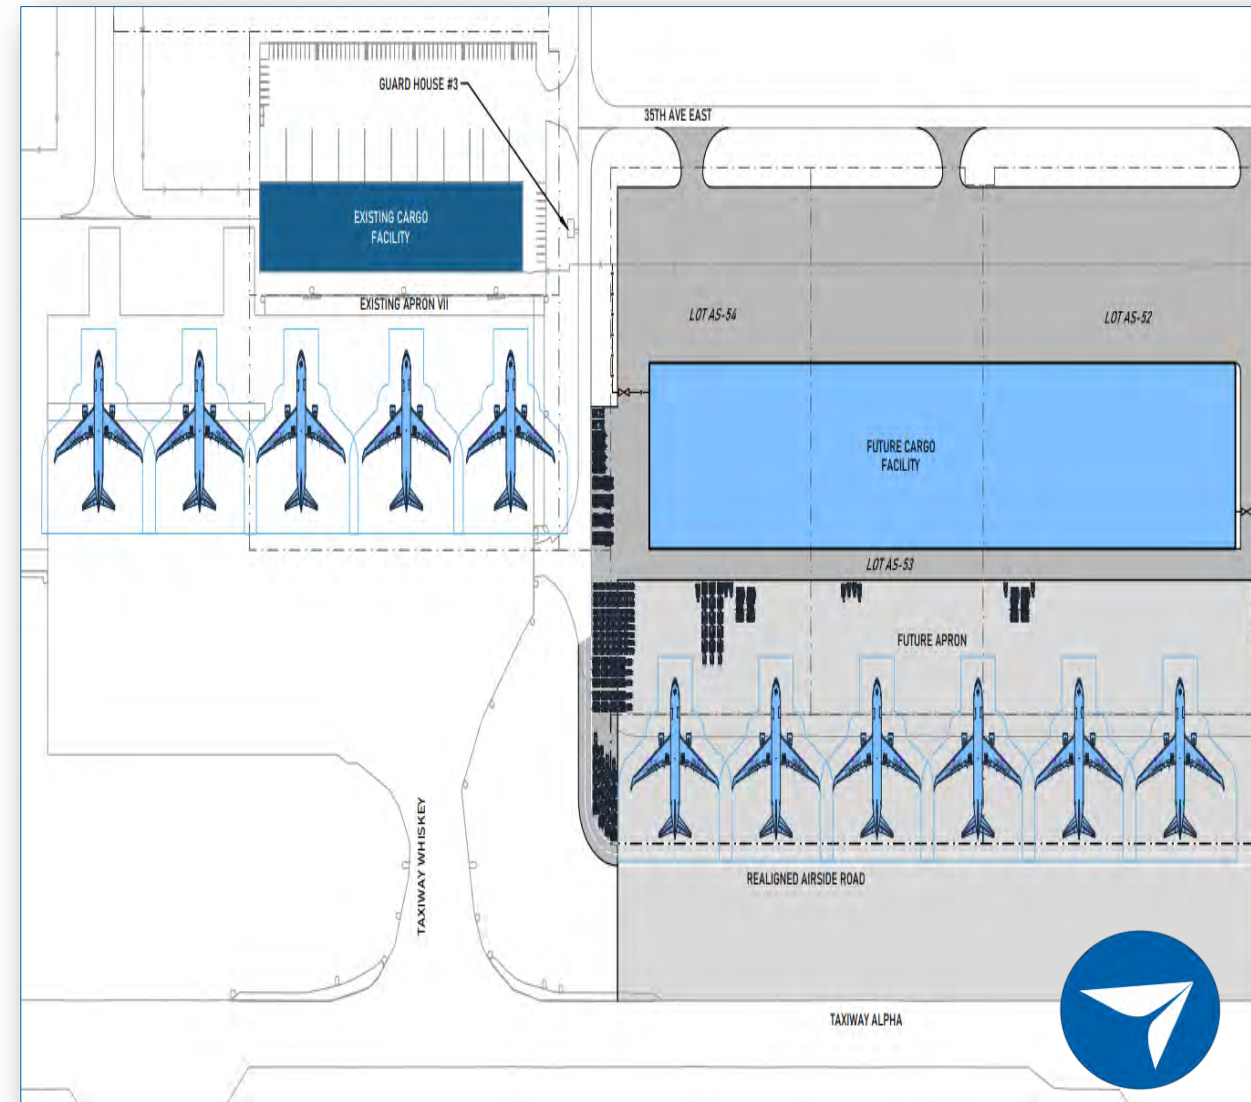 GUARD HOUSE #3
35TH AVE EAST
EXISTING CARGO
FACILITY
EXISTING APRON VII
LOT AS-54
LOT AS-52
FUTURE CARGO
FACILITY
LOT AS-53
FUTURE APRON
TAXIWAY WHISKEY
REALIGNED AIRSIDE ROAD
TAXIWAY ALPHA